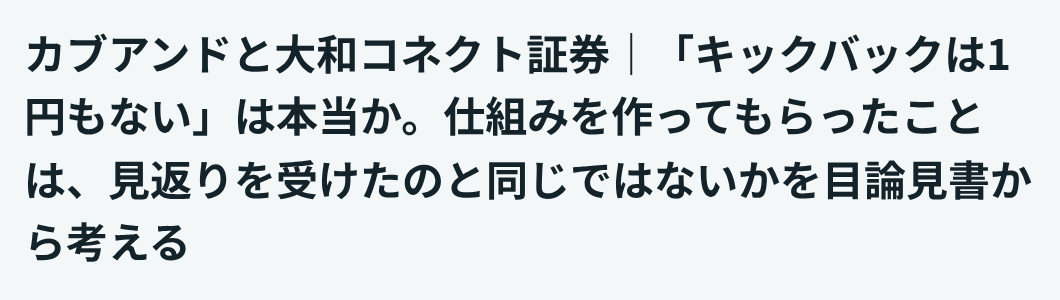 カブアンドと大和コネクト証券｜「キックバックは1
円もない」は本当か。仕組みを作ってもらったこと
は、見返りを受けたのと同じではないかを目論見書か
ら考える